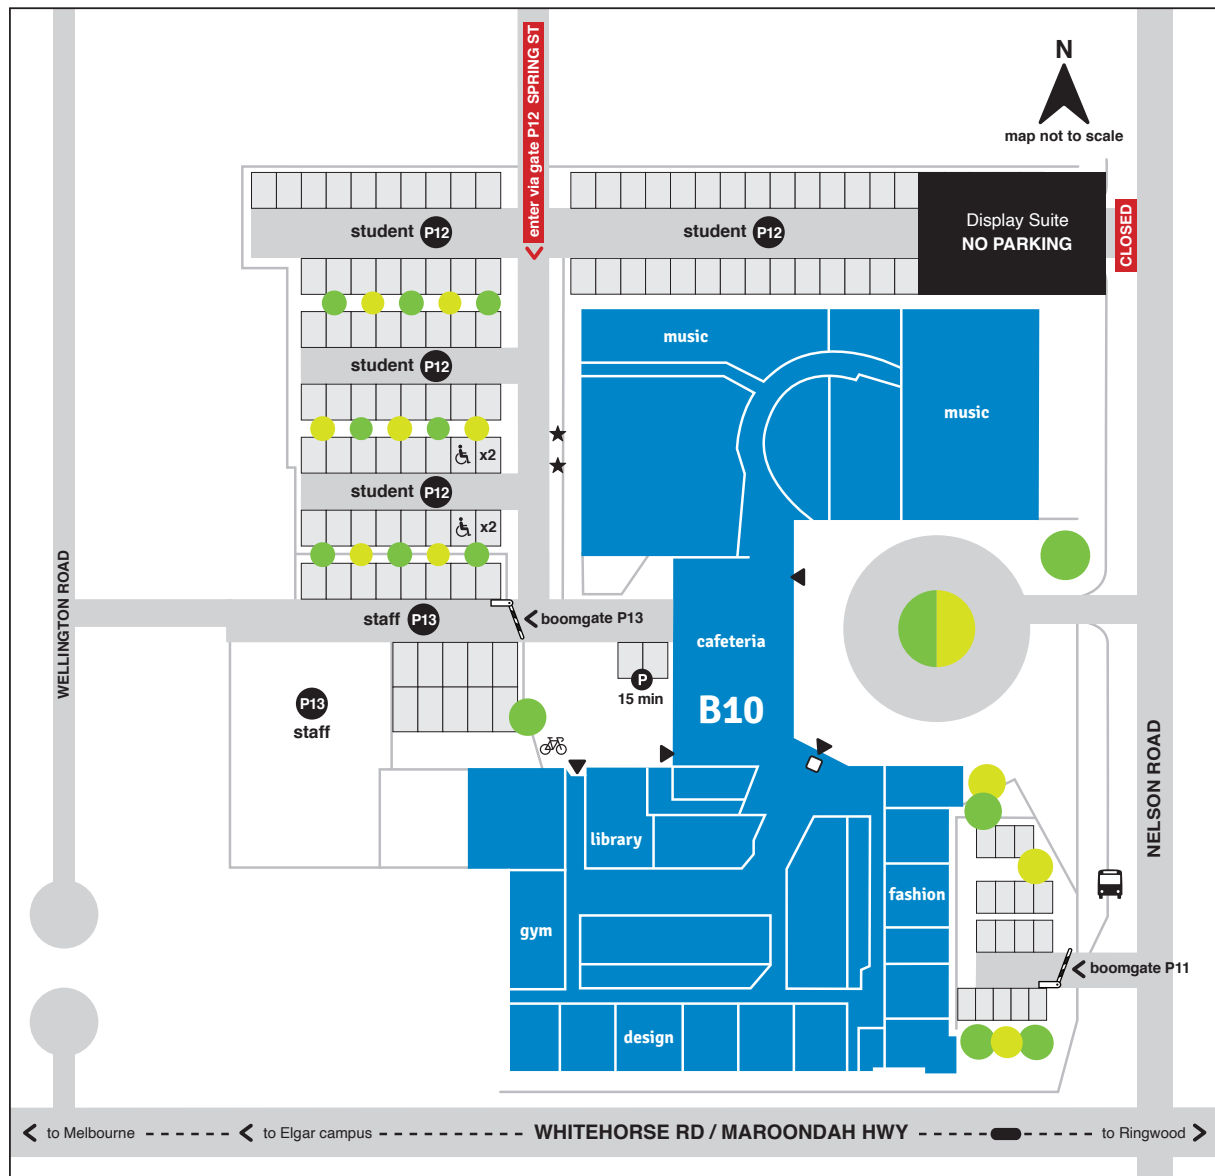 N
map not to scale
enter via gate P12 SPRING ST
student P12
student P12
Display Suite
NO PARKING
CLOSED
music
student P12
music
x2
student P12
x2
WELLINGTON ROAD
staff P13
boomgate P13
cafeteria
P
15 min
P13
staff
B10
NELSON ROAD
library
fashion
gym
boomgate P11
design
to Melbourne
to Elgar campus
WHITEHORSE RD / MAROONDAH HWY
to Ringwood